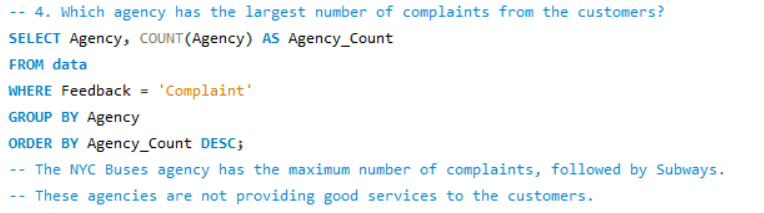 -- 4. Which agency has the largest number of complaints from the customers?
SELECT Agency, COUNT(Agency) AS Agency_Count
FROM data
WHERE Feedback = 'Complaint'
GROUP BY Agency
ORDER BY Agency_Count DESC;
-- The NYC Buses agency has the maximum number of complaints, followed by Subways.
-- These agencies are not providing good services to the customers.